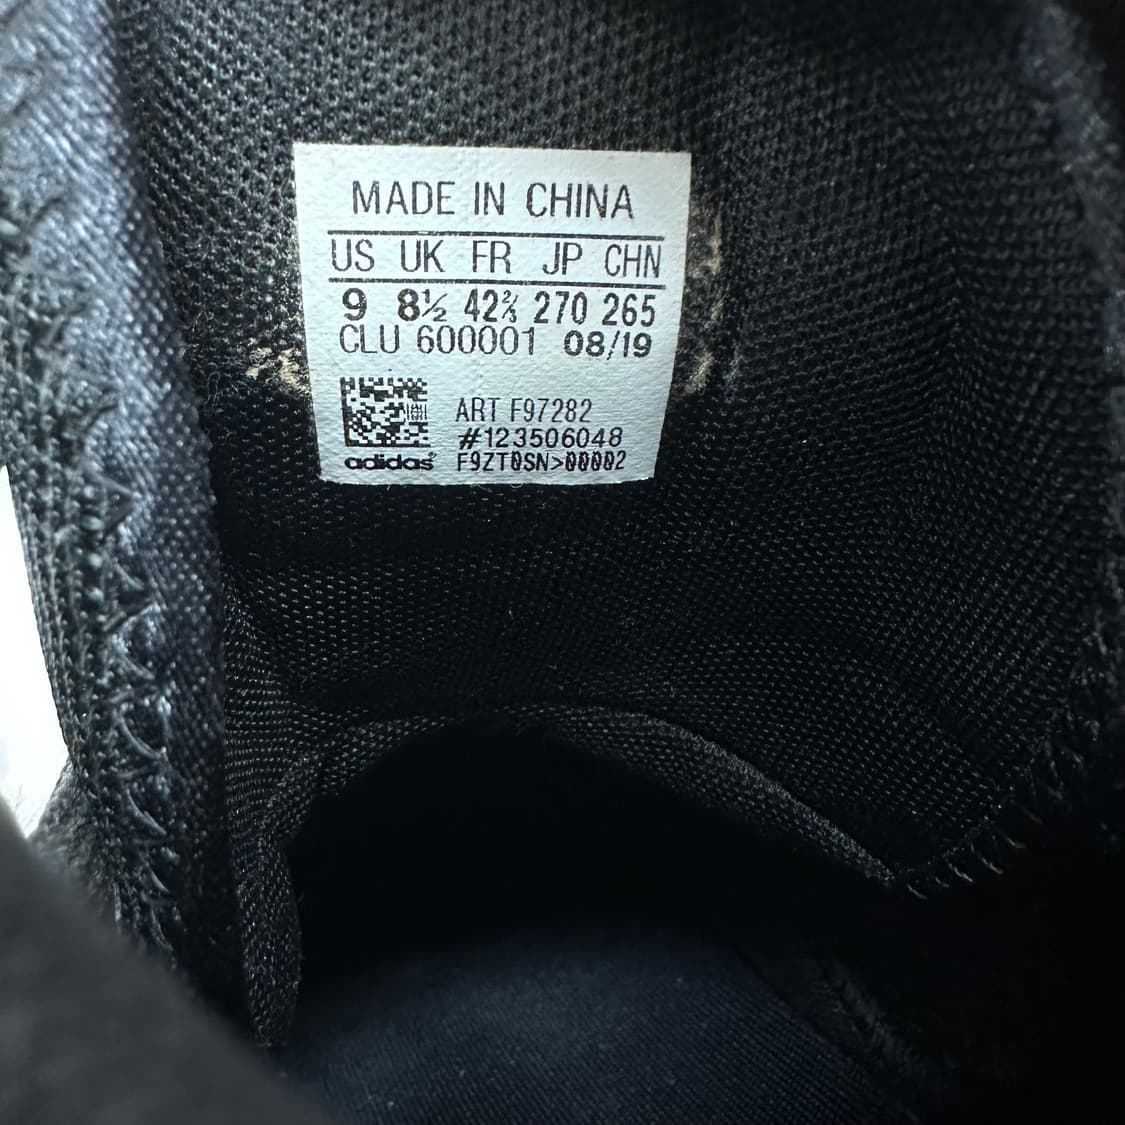 MADE IN CHINA
US UK FR JP CHN
9 8½ 42⅔ 270 265
CLU 600001 08/19
ART F97282
#123506048
adidas® F9ZT0SN>00002